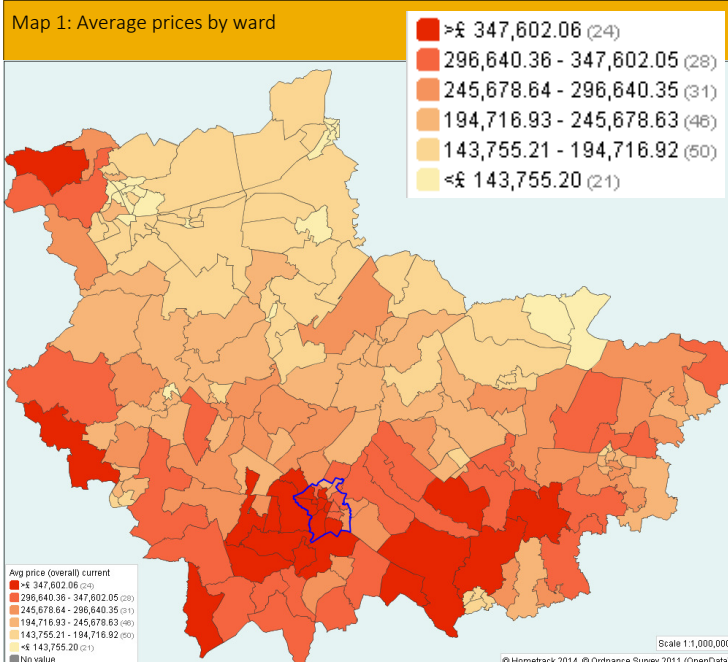 Map 1: Average prices by ward
>£ 347,602.06 (24)
296,640.36 - 347,602.05 (28)
245,678.64 - 296,640.35 (31)
194,716.93 - 245,678.63 (46)
143,755.21 - 194,716.92 (50)
<£ 143,755.20 (21)
Avg price (overall) current
>£ 347,602.06 (24)
296,640.36 - 347,602.05 (28)
245,678.64 - 296,640.35 (31)
194,716.93 - 245,678.63 (46)
143,755.21 - 194,716.92 (50)
<£ 143,755.20 (21)
No value
Scale 1:1,000,000
© Hometrack 2014, © Ordnance Survey 2011 (OpenData